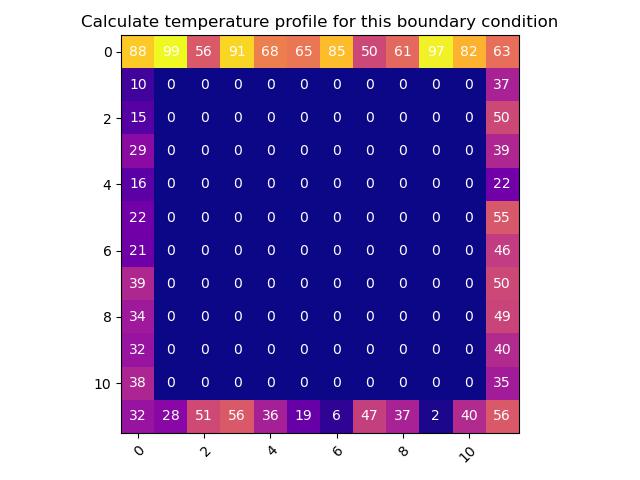 Calculate temperature profile for this boundary condition
0 88 99 56 91 68 65 85 50 61 97 82 63
10 0 0 0 0 0 0 0 0 0 0 37
2 15 0 0 0 0 0 0 0 0 0 0 50
29 0 0 0 0 0 0 0 0 0 0 39
4 16 0 0 0 0 0 0 0 0 0 0 22
22 0 0 0 0 0 0 0 0 0 0 55
6 21 0 0 0 0 0 0 0 0 0 0 46
39 0 0 0 0 0 0 0 0 0 0 50
8 34 0 0 0 0 0 0 0 0 0 0 49
32 0 0 0 0 0 0 0 0 0 0 40
10 38 0 0 0 0 0 0 0 0 0 0 35
32 28 51 56 36 19 6 47 37 2 40 56
0 2 4 6 8 10